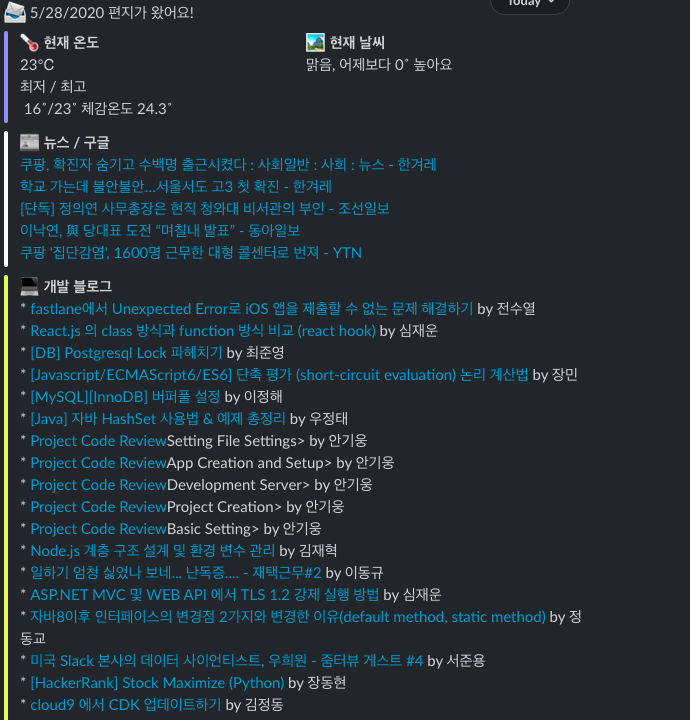 Today
5/28/2020 편지가 왔어요!
현재 온도
23℃
최저 / 최고
16˚/23˚ 체감온도 24.3˚
현재 날씨
맑음, 어제보다 0˚ 높아요
뉴스 / 구글
쿠팡, 확진자 숨기고 수백명 출근시켰다 : 사회일반 : 사회 : 뉴스 - 한겨레
학교 가는데 불안불안…서울서도 고3 첫 확진 - 한겨레
[단독] 정의연 사무총장은 현직 청와대 비서관의 부인 - 조선일보
이낙연, 與 당대표 도전 “며칠내 발표” - 동아일보
쿠팡 '집단감염', 1600명 근무한 대형 콜센터로 번져 - YTN
개발 블로그
* fastlane에서 Unexpected Error로 iOS 앱을 제출할 수 없는 문제 해결하기 by 전수열
* React.js 의 class 방식과 function 방식 비교 (react hook) by 심재운
* [DB] Postgresql Lock 파헤치기 by 최준영
* [Javascript/ECMAScript6/ES6] 단축 평가 (short-circuit evaluation) 논리 계산법 by 장민
* [MySQL][InnoDB] 버퍼풀 설정 by 이정해
* [Java] 자바 HashSet 사용법 & 예제 총정리 by 우정태
* Project Code ReviewSetting File Settings> by 안기웅
* Project Code ReviewApp Creation and Setup> by 안기웅
* Project Code ReviewDevelopment Server> by 안기웅
* Project Code ReviewProject Creation> by 안기웅
* Project Code ReviewBasic Setting> by 안기웅
* Node.js 계층 구조 설계 및 환경 변수 관리 by 김재혁
* 일하기 엄청 싫었나 보네... 난독증.... - 재택근무#2 by 이동규
* ASP.NET MVC 및 WEB API 에서 TLS 1.2 강제 실행 방법 by 심재운
* 자바8이후 인터페이스의 변경점 2가지와 변경한 이유(default method, static method) by 정
동교
* 미국 Slack 본사의 데이터 사이언티스트, 우희원 - 줌터뷰 게스트 #4 by 서준용
* [HackerRank] Stock Maximize (Python) by 장동현
* cloud9 에서 CDK 업데이트하기 by 김정동